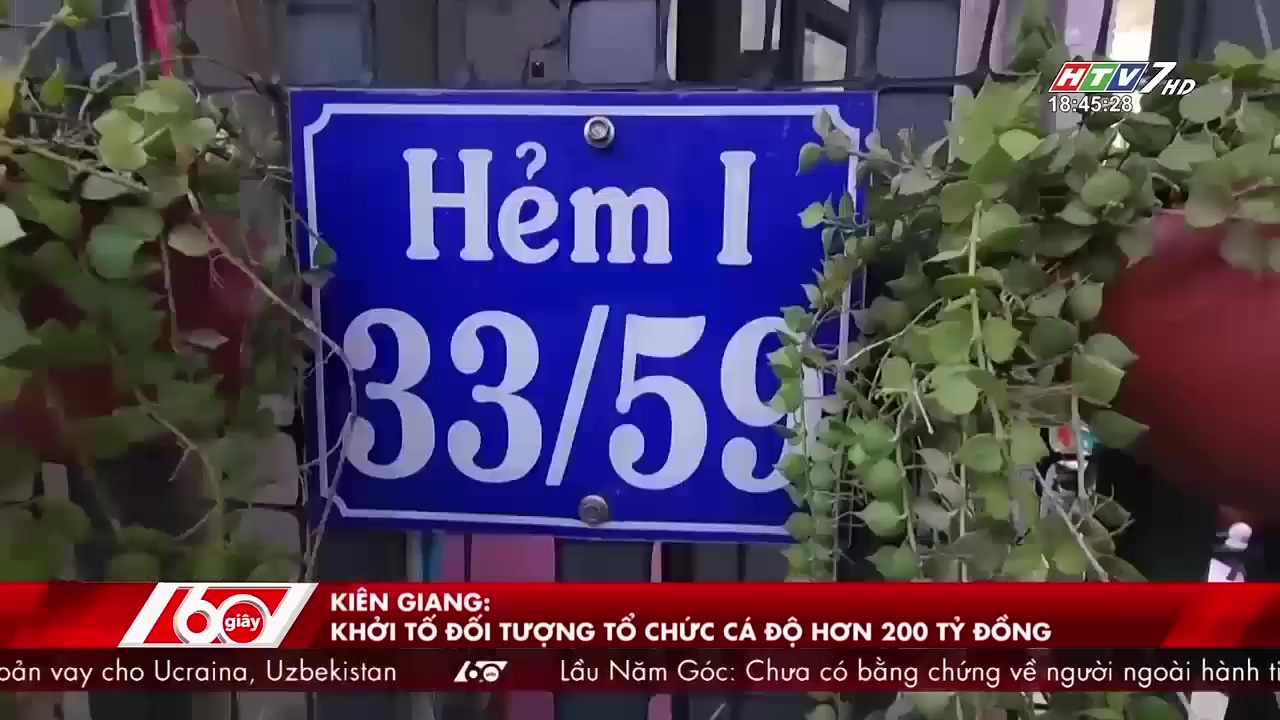 HTV7 HD
18:45:28
Hẻm I
33/59
60 giây
KIÊN GIANG:
KHỞI TỐ ĐỐI TƯỢNG TỔ CHỨC CÁ ĐỘ HƠN 200 TỶ ĐỒNG
vay cho Ucraina, Uzbekistan 60 giây Lầu Năm Góc: Chưa có bằng chứng về người ngoài hành